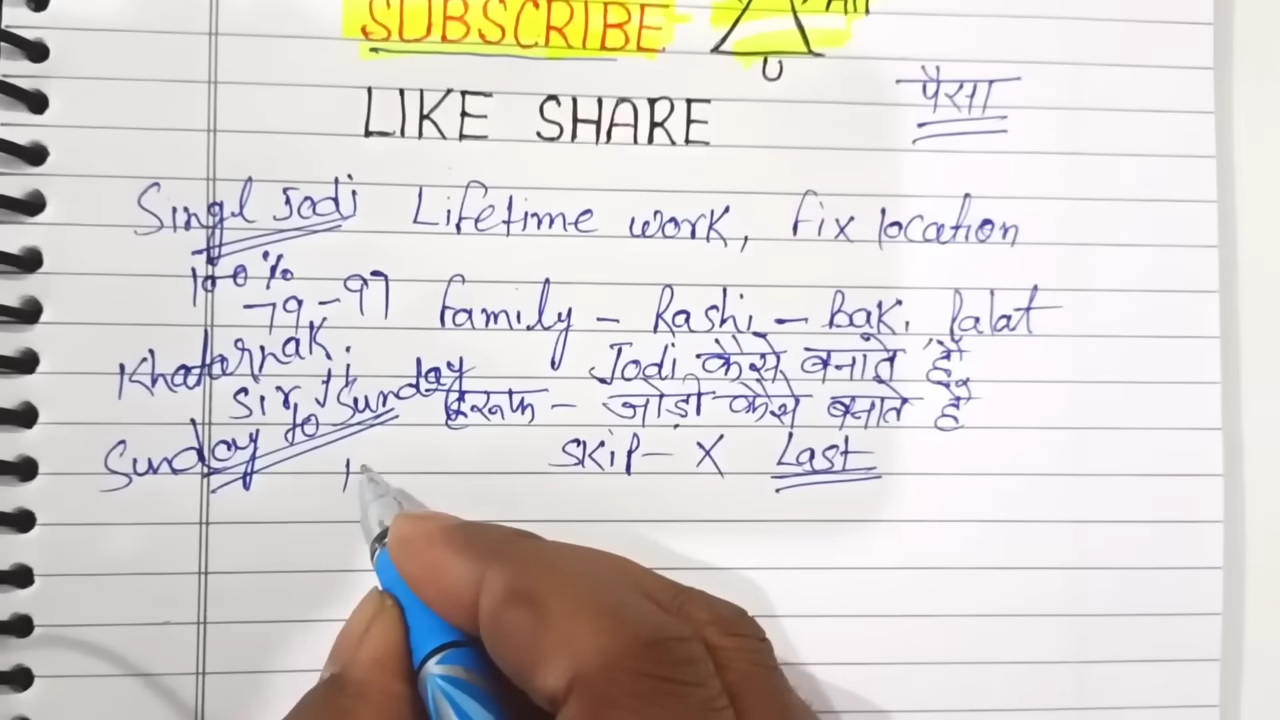 SUBSCRIBE
LIKE SHARE
पैसा
Singl Jodi Lifetime work, fix location
100%
79-97 family - Rashi - Bak. Palat
Khatarnak. Jodi कैसे बनाते हैं
Sir हरूफ - जोड़ी कैसे बनाते है
Sunday to Sunday SKIP - X Last